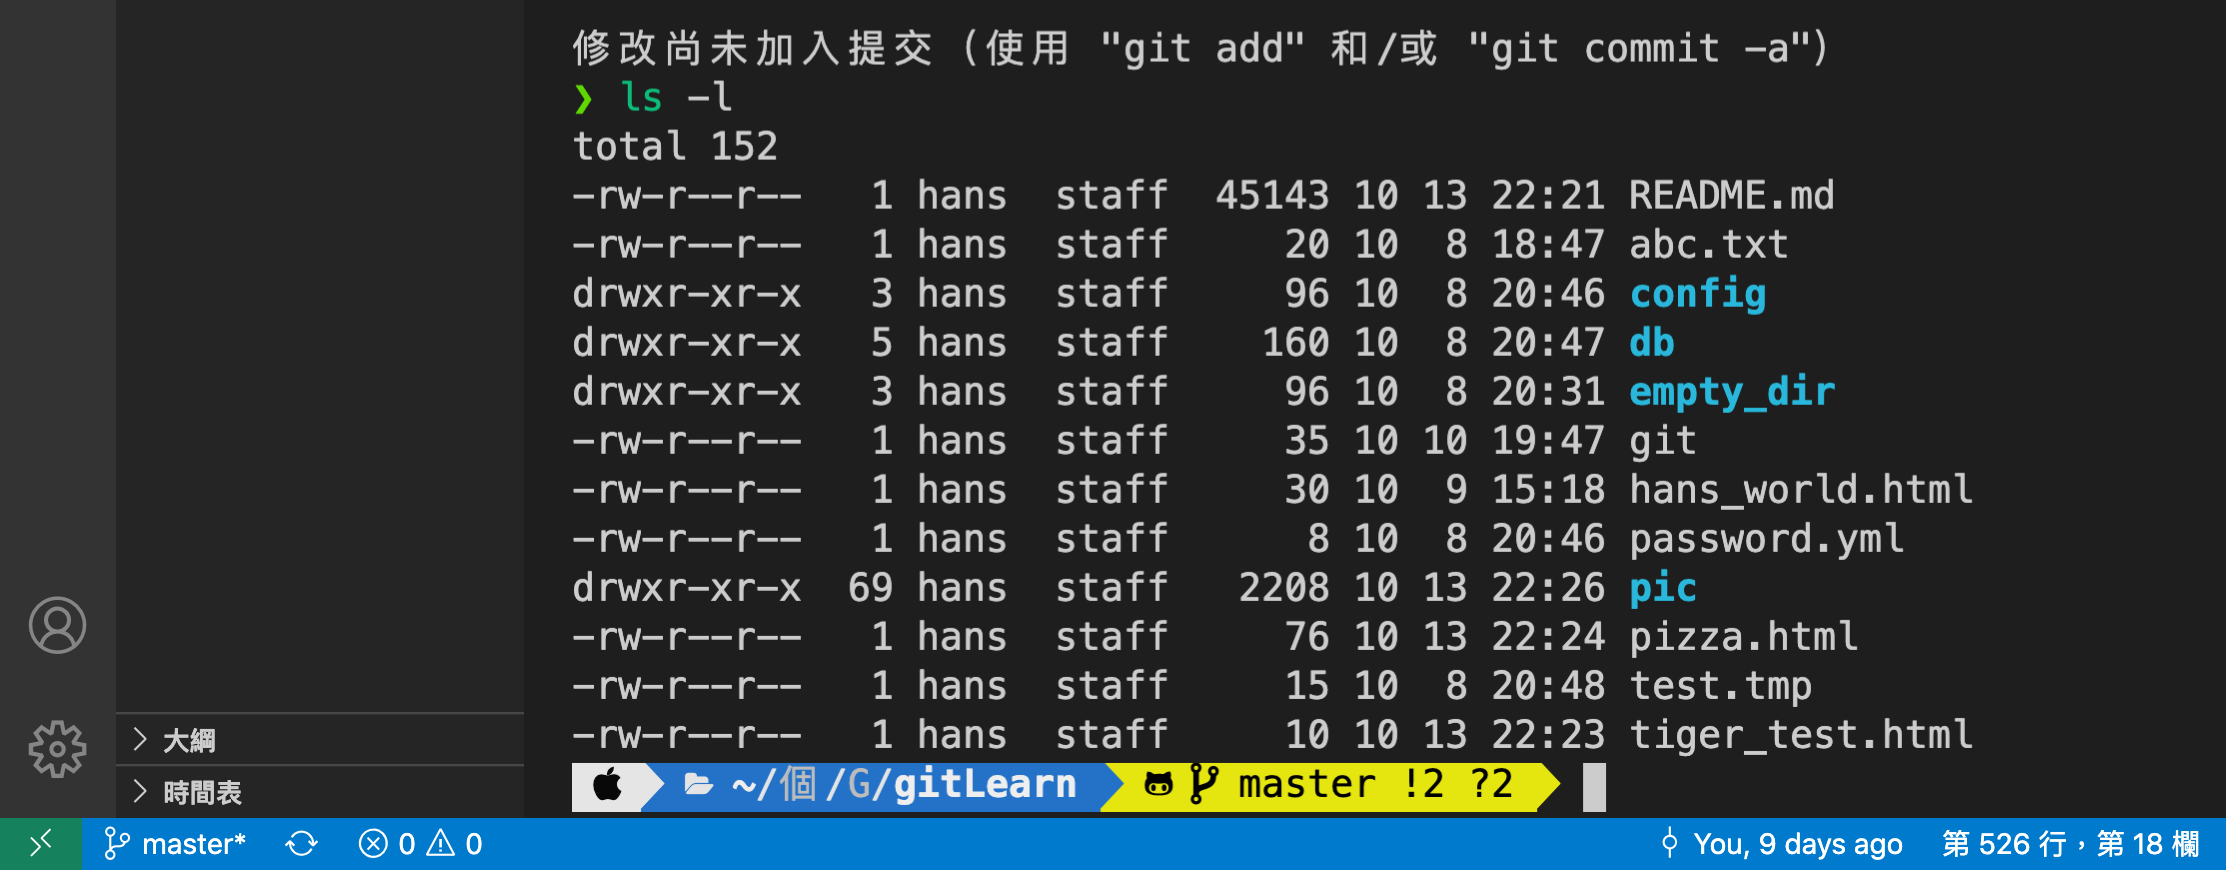 修改尚未加入提交（使用 "git add" 和/或 "git commit -a"）
❯ ls -l
total 152
-rw-r--r--   1 hans  staff  45143 10 13 22:21 README.md
-rw-r--r--   1 hans  staff     20 10  8 18:47 abc.txt
drwxr-xr-x   3 hans  staff     96 10  8 20:46 config
drwxr-xr-x   5 hans  staff    160 10  8 20:47 db
drwxr-xr-x   3 hans  staff     96 10  8 20:31 empty_dir
-rw-r--r--   1 hans  staff     35 10 10 19:47 git
-rw-r--r--   1 hans  staff     30 10  9 15:18 hans_world.html
-rw-r--r--   1 hans  staff      8 10  8 20:46 password.yml
drwxr-xr-x  69 hans  staff   2208 10 13 22:26 pic
-rw-r--r--   1 hans  staff     76 10 13 22:24 pizza.html
-rw-r--r--   1 hans  staff     15 10  8 20:48 test.tmp
-rw-r--r--   1 hans  staff     10 10 13 22:23 tiger_test.html
~/個/G/gitLearn master !2 ?2
大綱
時間表
master* 0 0 You, 9 days ago 第 526 行，第 18 欄